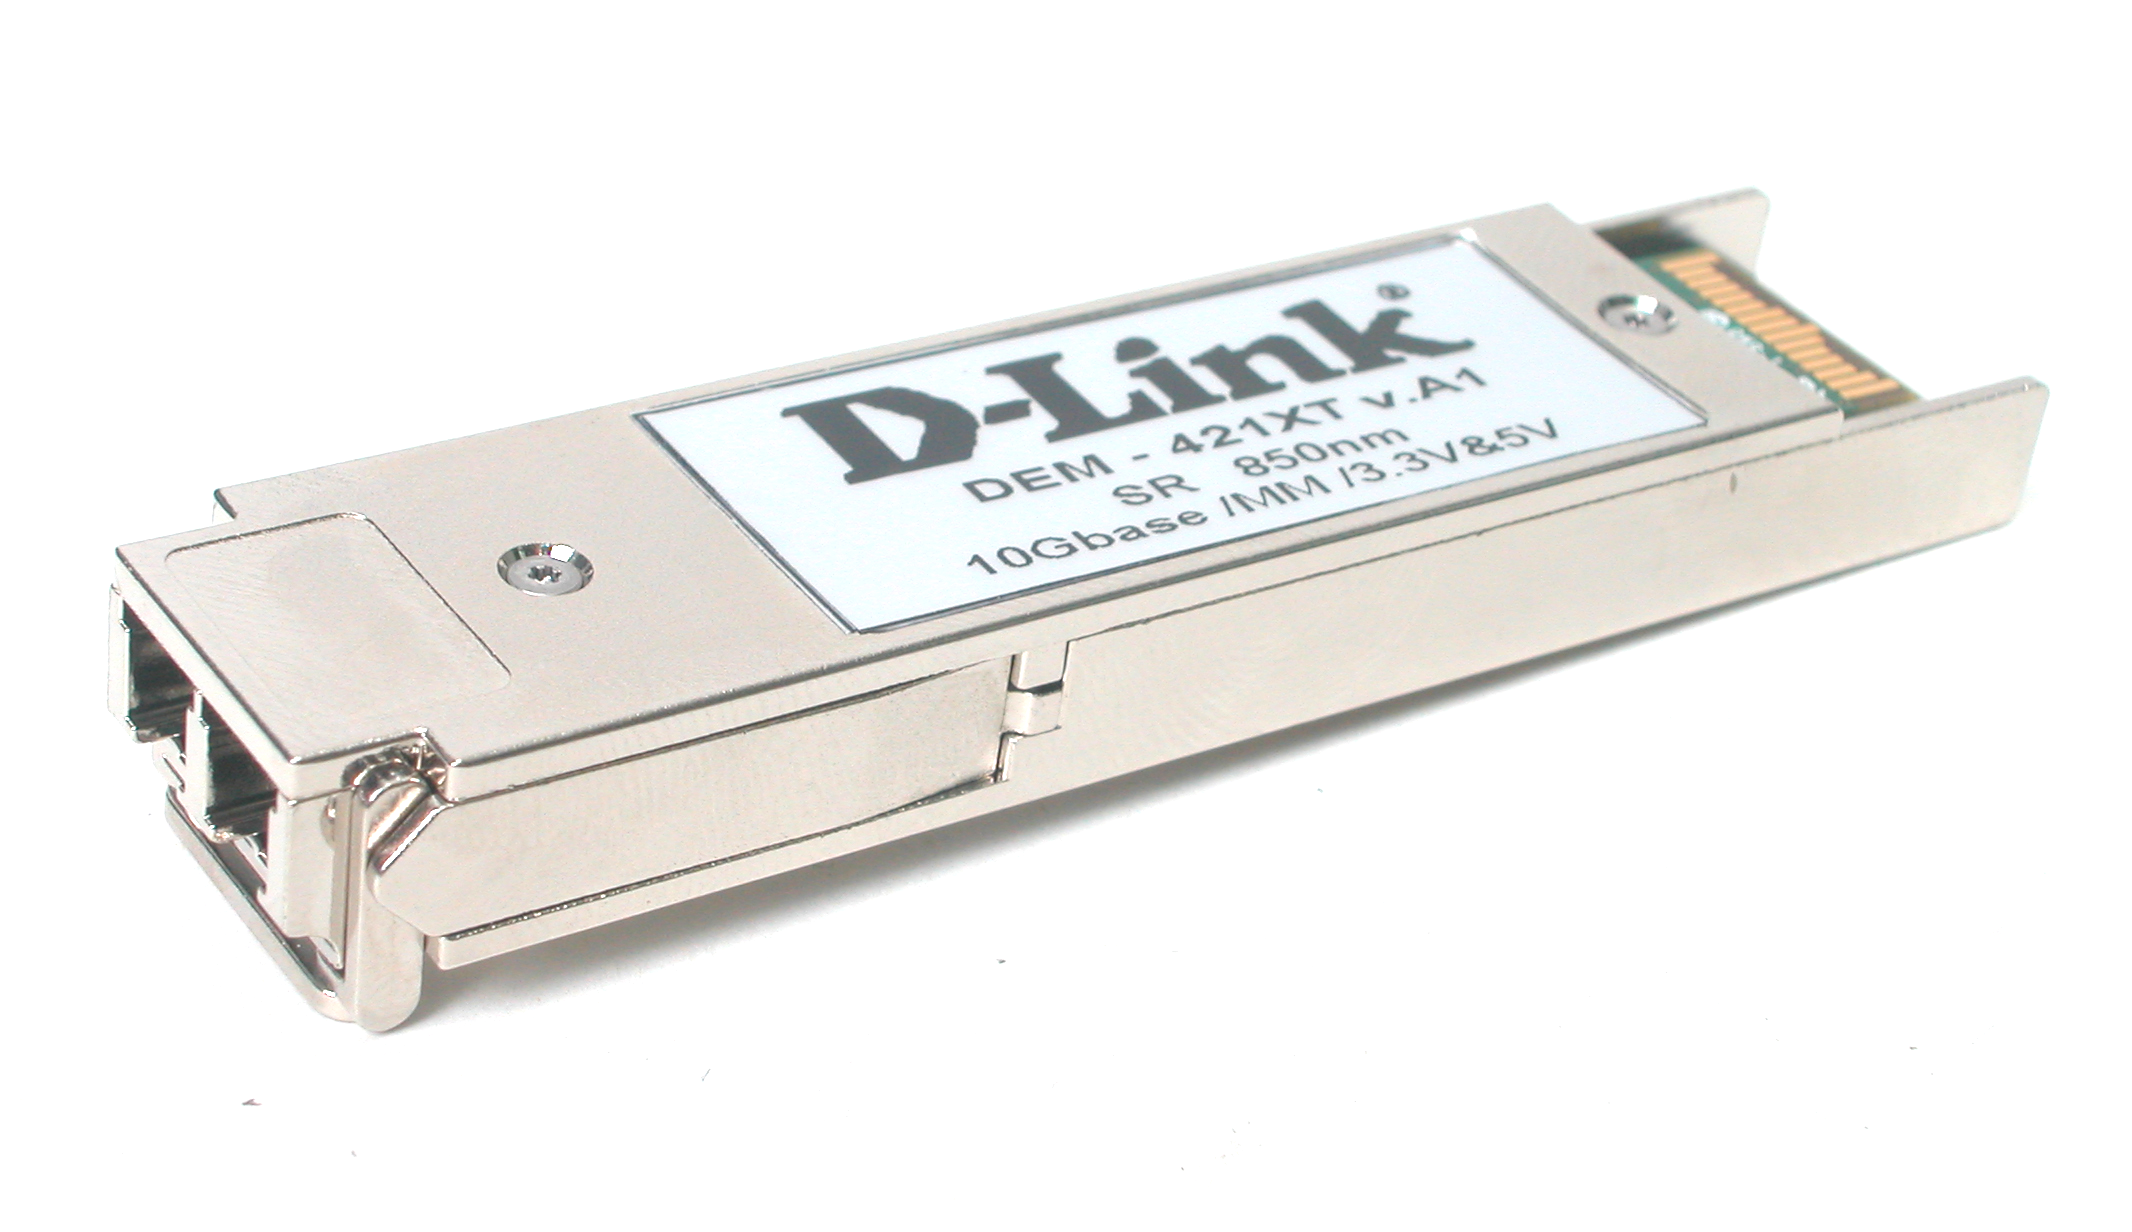 D-Link®
DEM - 421XT v.A1
SR 850nm
10Gbase /MM /3.3V&5V